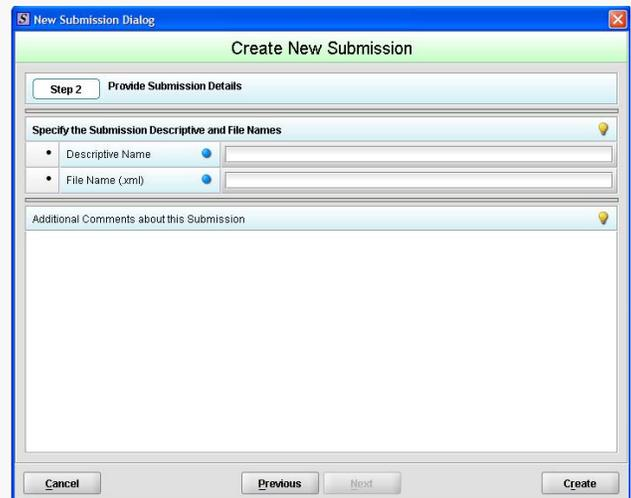 S New Submission Dialog
Create New Submission
Step 2 Provide Submission Details
Specify the Submission Descriptive and File Names
• Descriptive Name
• File Name (.xml)
Additional Comments about this Submission
Cancel Previous Next Create